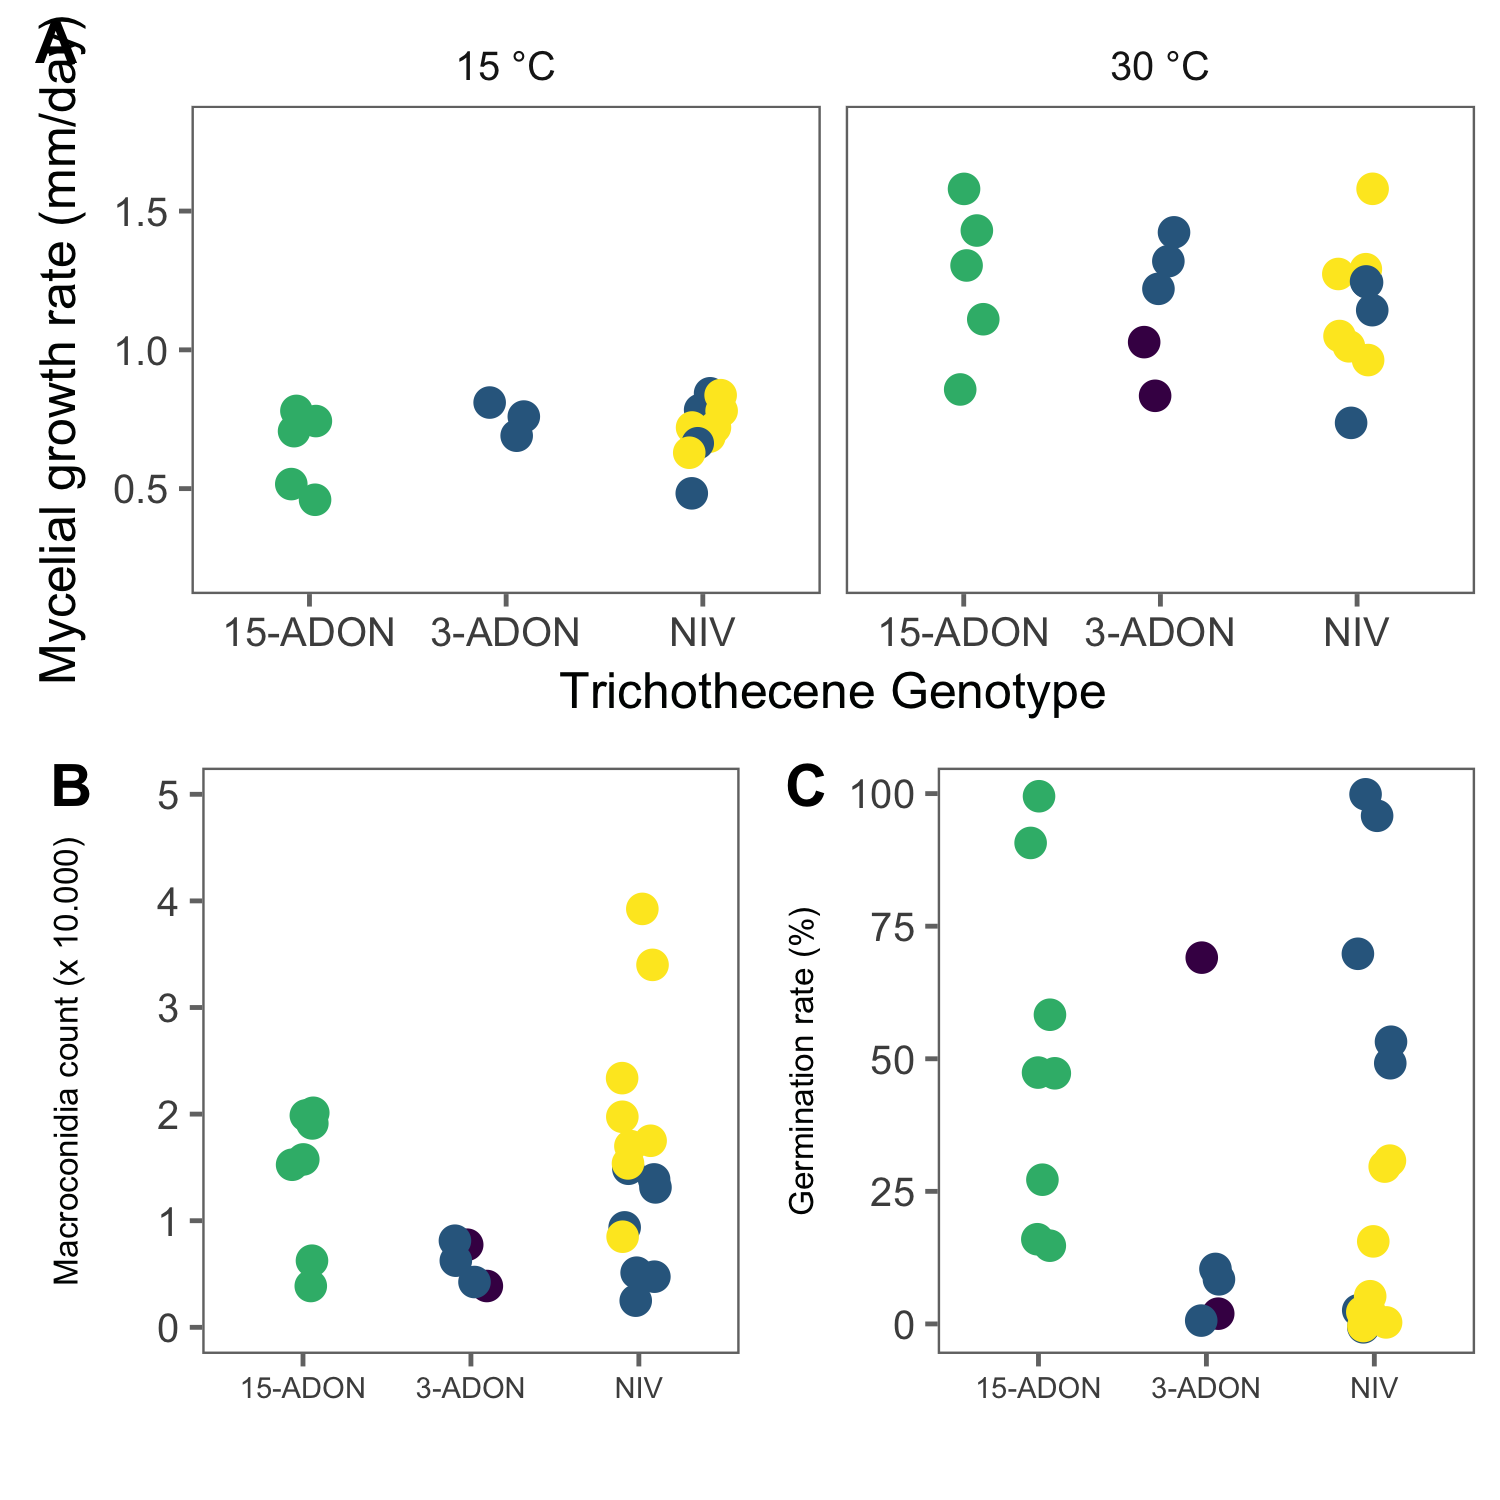 A
15 °C
30 °C
Mycelial growth rate (mm/day)
1.5
1.0
0.5
15-ADON
3-ADON
NIV
15-ADON
3-ADON
NIV
Trichothecene Genotype
B
Macroconidia count (x 10.000)
5
4
3
2
1
0
15-ADON
3-ADON
NIV
C
Germination rate (%)
100
75
50
25
0
15-ADON
3-ADON
NIV